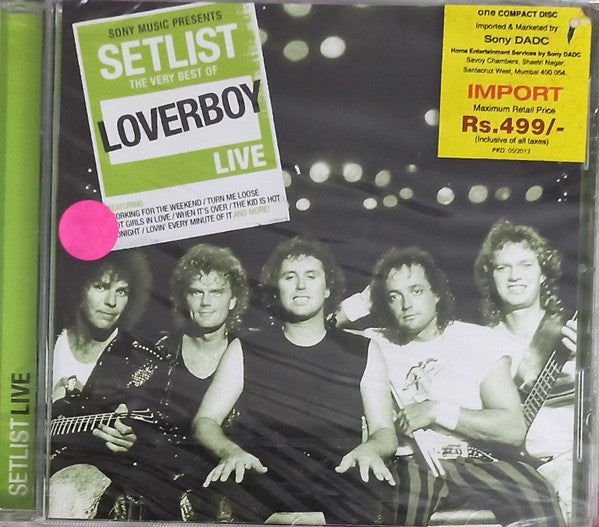 SONY MUSIC PRESENTS
SETLIST
THE VERY BEST OF
LOVERBOY
LIVE
FEATURING
ORKING FOR THE WEEKEND / TURN ME LOOSE
OT GIRLS IN LOVE / WHEN IT'S OVER / THE KID IS HOT
ONIGHT / LOVIN' EVERY MINUTE OF IT AND MORE!
one COMPACT DISC
Imported & Marketed by
Sony DADC
Home Entertainment Services by Sony DADC
Savoy Chambers, Shastri Nagar,
Santacruz West, Mumbai 400 054.
IMPORT
Maximum Retail Price
Rs.499/-
(Inclusive of all taxes)
PKD. 05/2013
SETLIST LIVE